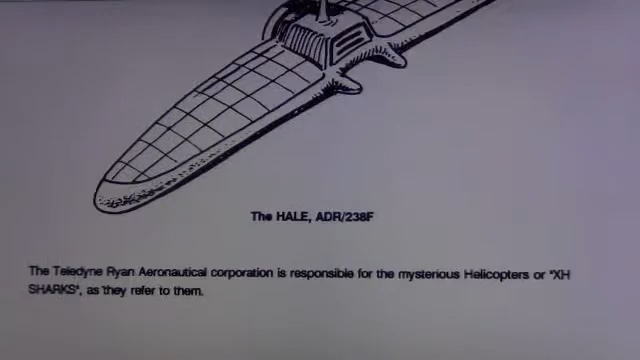 The HALE, ADR/238F
The Teledyne Ryan Aeronautical corporation is responsible for the mysterious Helicopters or "XH
SHARKS", as they refer to them.